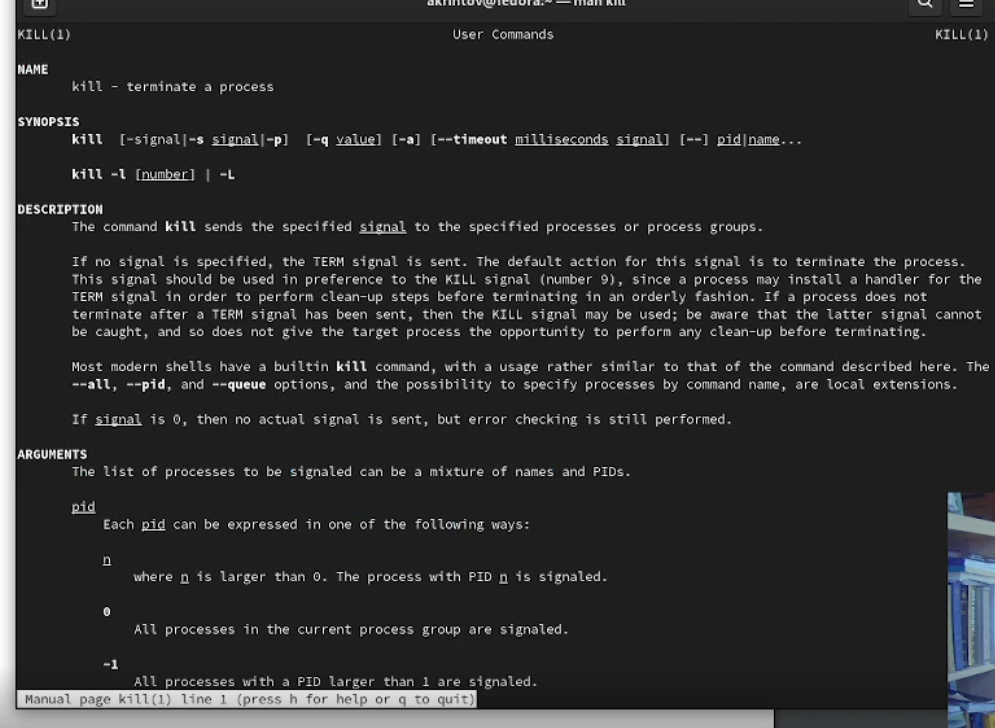 akrintov@fedora:~ — man kill
KILL(1) User Commands KILL(1)
NAME
kill - terminate a process
SYNOPSIS
kill [-signal|-s signal|-p] [-q value] [-a] [--timeout milliseconds signal] [--] pid|name...
kill -l [number] | -L
DESCRIPTION
The command kill sends the specified signal to the specified processes or process groups.
If no signal is specified, the TERM signal is sent. The default action for this signal is to terminate the process.
This signal should be used in preference to the KILL signal (number 9), since a process may install a handler for the
TERM signal in order to perform clean-up steps before terminating in an orderly fashion. If a process does not
terminate after a TERM signal has been sent, then the KILL signal may be used; be aware that the latter signal cannot
be caught, and so does not give the target process the opportunity to perform any clean-up before terminating.
Most modern shells have a builtin kill command, with a usage rather similar to that of the command described here. The
--all, --pid, and --queue options, and the possibility to specify processes by command name, are local extensions.
If signal is 0, then no actual signal is sent, but error checking is still performed.
ARGUMENTS
The list of processes to be signaled can be a mixture of names and PIDs.
pid
Each pid can be expressed in one of the following ways:
n
where n is larger than 0. The process with PID n is signaled.
0
All processes in the current process group are signaled.
-1
All processes with a PID larger than 1 are signaled.
Manual page kill(1) line 1 (press h for help or q to quit)